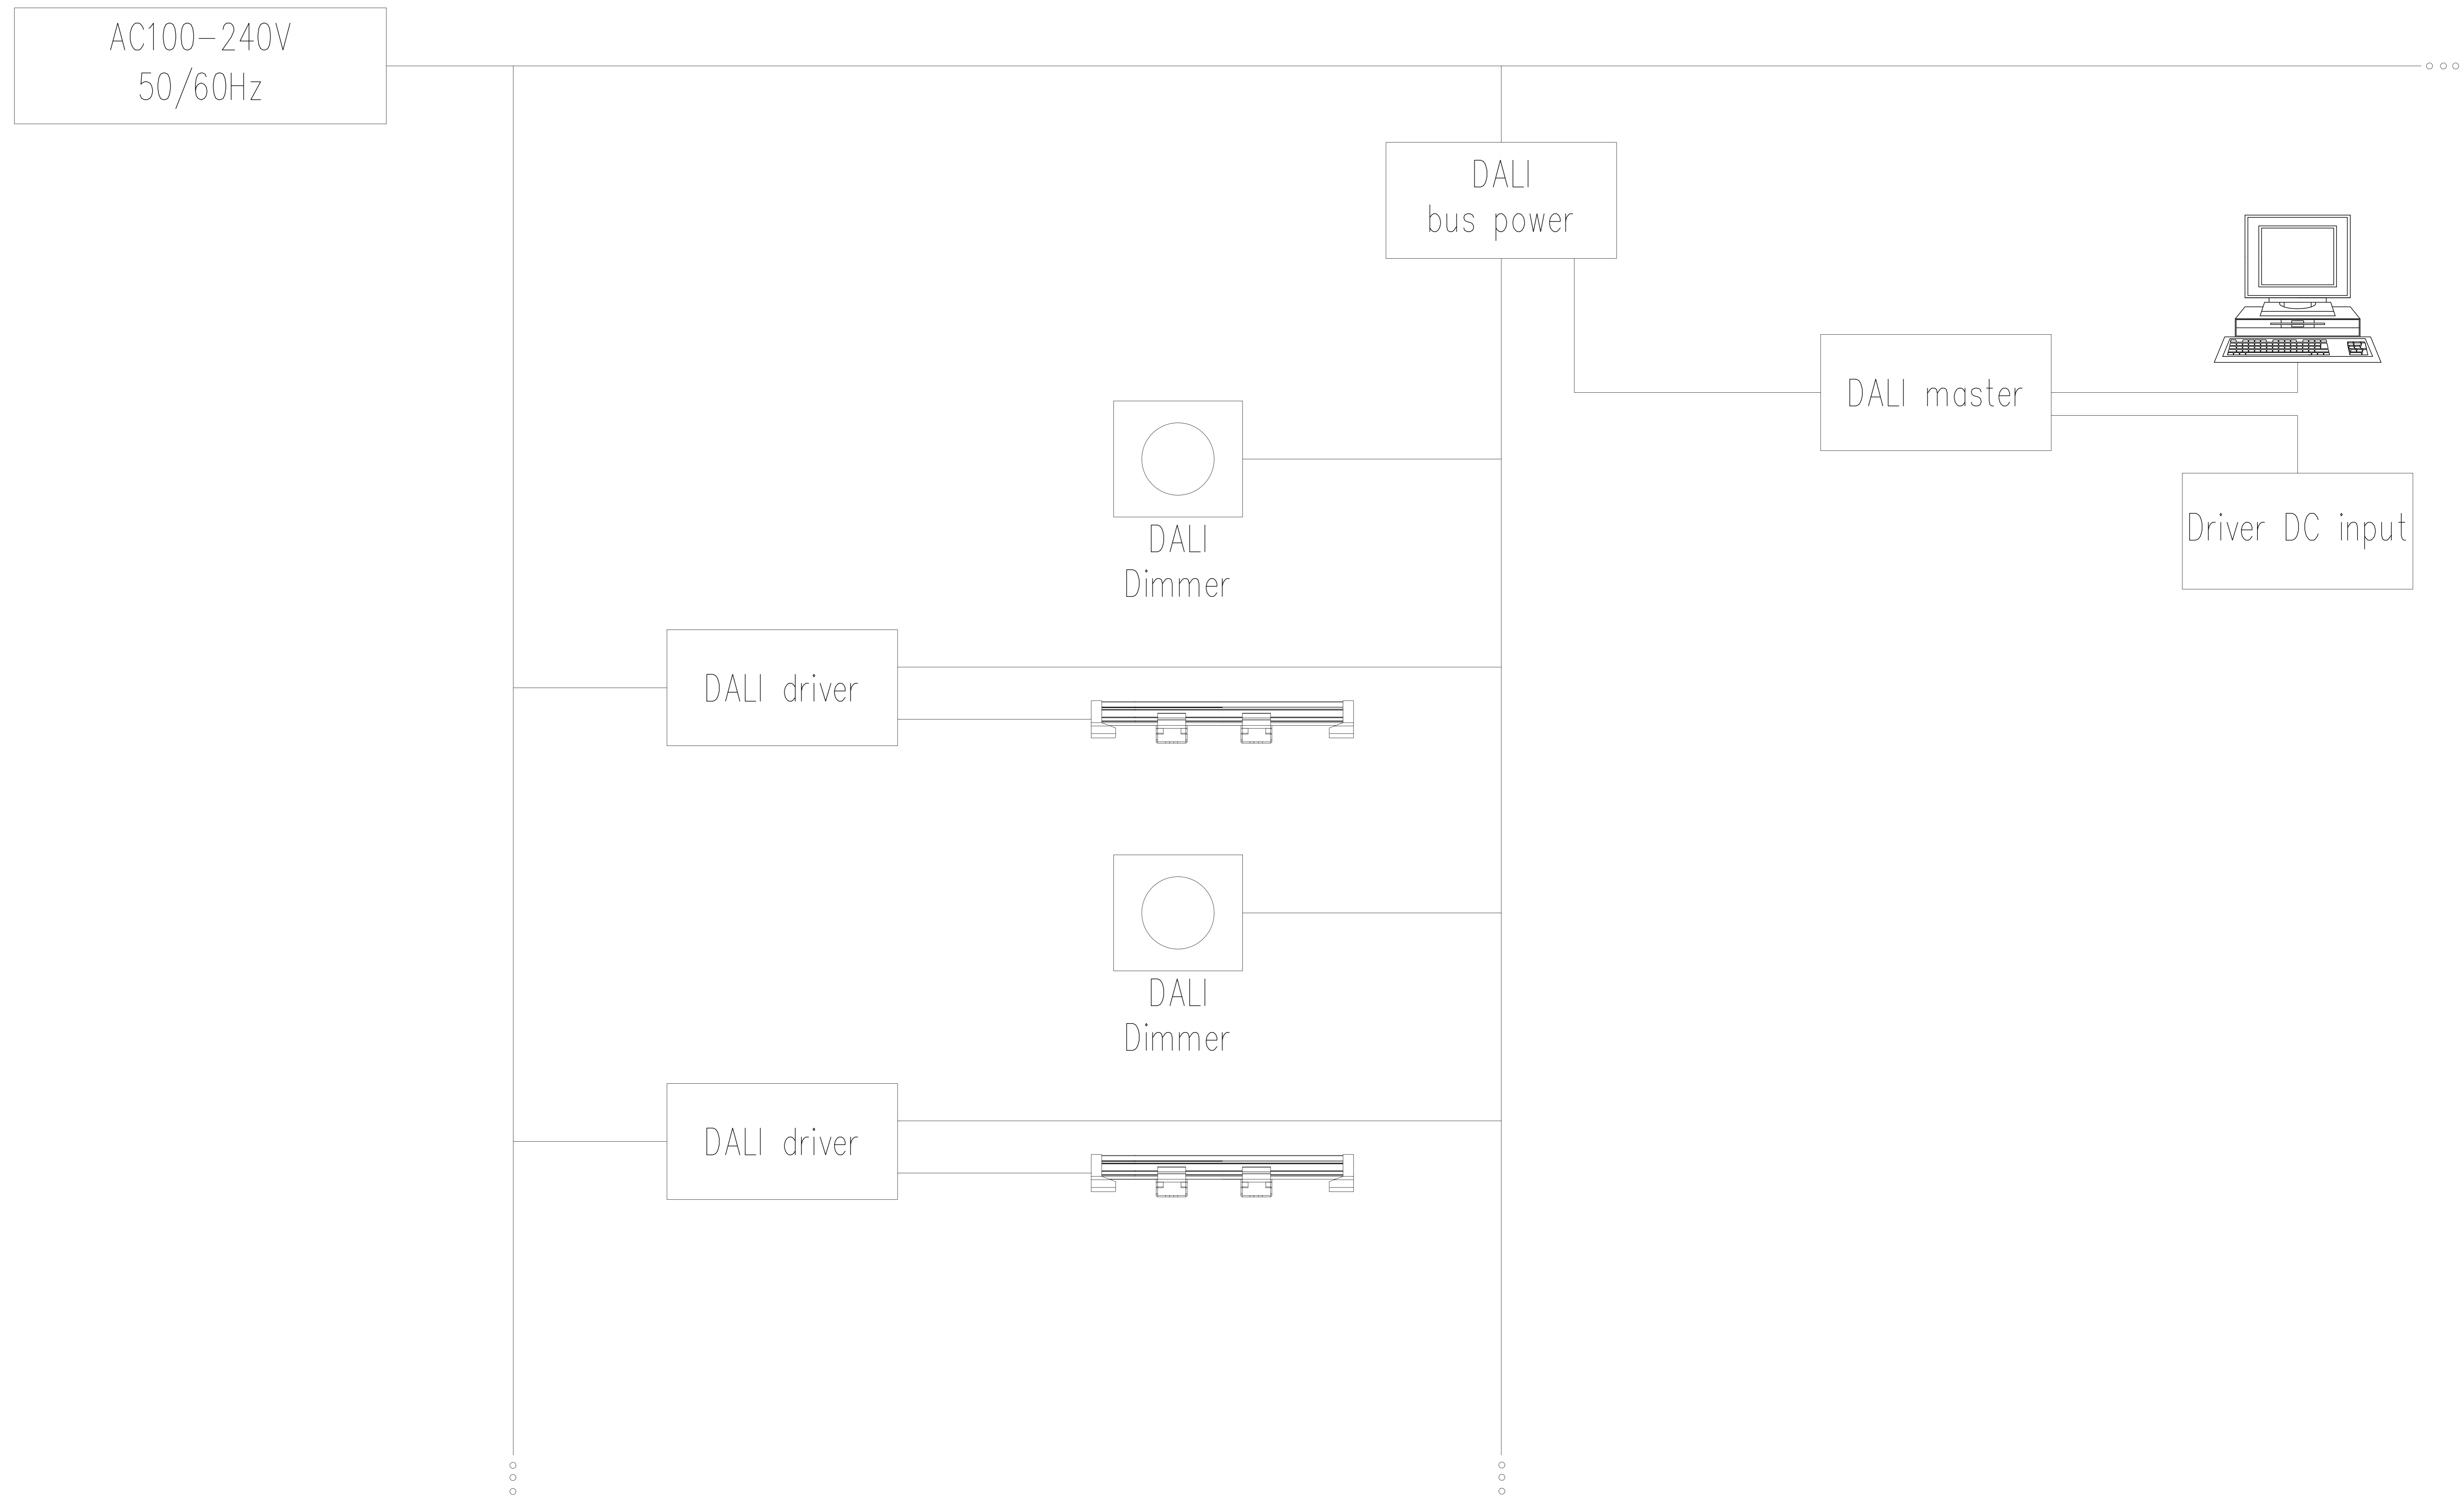 AC100-240V
50/60Hz
DALI
bus power
DALI master
DALI
Dimmer
Driver DC input
DALI driver
DALI
Dimmer
DALI driver